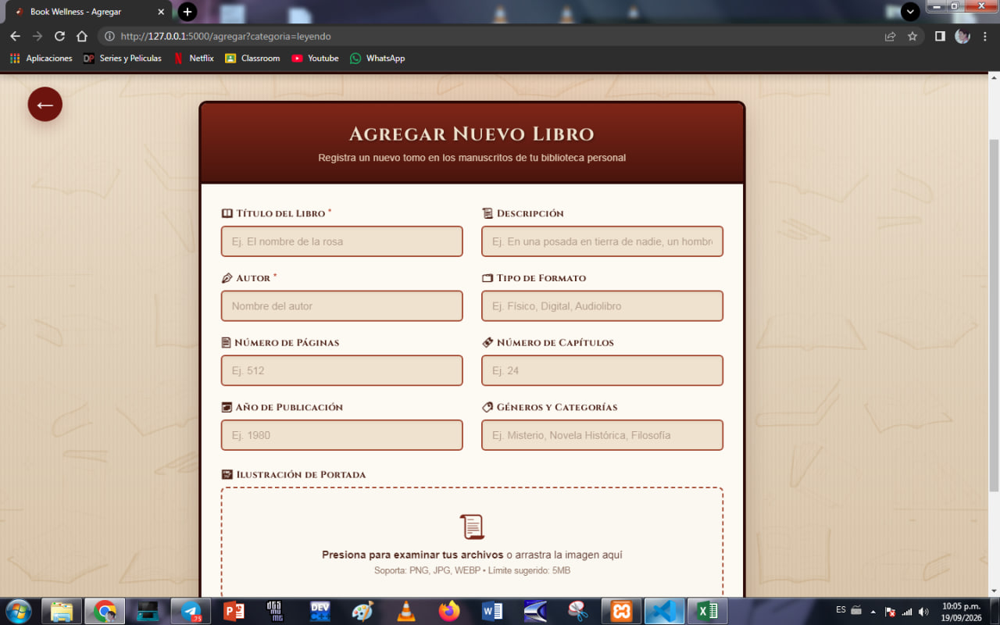 Book Wellness - Agregar
http://127.0.0.1:5000/agregar?categoria=leyendo
Aplicaciones
DP Series y Peliculas
Netflix
Classroom
Youtube
WhatsApp
←
Agregar Nuevo Libro
Registra un nuevo tomo en los manuscritos de tu biblioteca personal
Título del Libro *
Descripción
Ej. El nombre de la rosa
Ej. En una posada en tierra de nadie, un hombre
Autor *
Tipo de Formato
Nombre del autor
Ej. Físico, Digital, Audiolibro
Número de Páginas
Número de Capítulos
Ej. 512
Ej. 24
Año de Publicación
Géneros y Categorías
Ej. 1980
Ej. Misterio, Novela Histórica, Filosofía
Ilustración de Portada
Presiona para examinar tus archivos o arrastra la imagen aquí
Soporta: PNG, JPG, WEBP • Límite sugerido: 5MB
DEV
ES
10:05 p.m.
19/09/2026